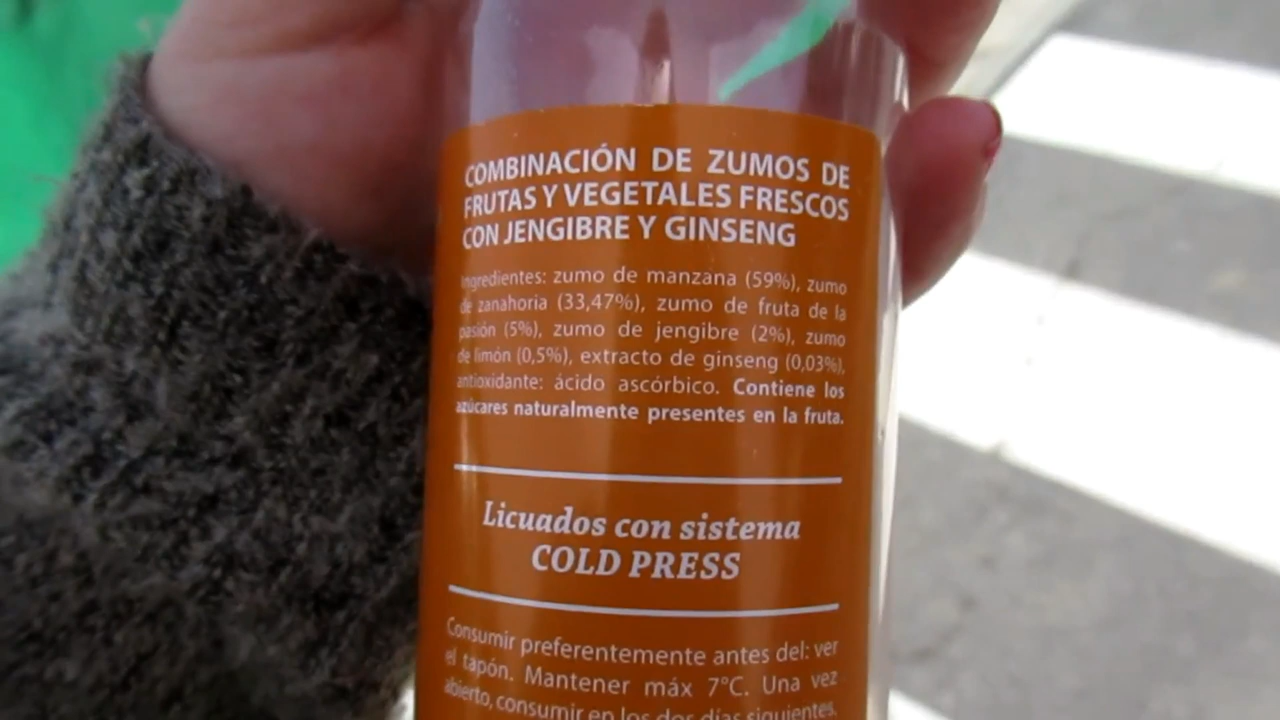 COMBINACIÓN DE ZUMOS DE
FRUTAS Y VEGETALES FRESCOS
CON JENGIBRE Y GINSENG
Ingredientes: zumo de manzana (59%), zumo
de zanahoria (33,47%), zumo de fruta de la
pasión (5%), zumo de jengibre (2%), zumo
de limón (0,5%), extracto de ginseng (0,03%),
antioxidante: ácido ascórbico. Contiene los
azúcares naturalmente presentes en la fruta.
Licuados con sistema
COLD PRESS
Consumir preferentemente antes del: ver
el tapón. Mantener máx 7°C. Una vez
abierto, consumir en los dos días siguientes.